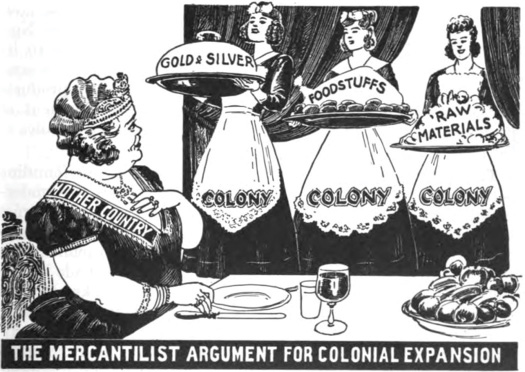 GOLD & SILVER
FOODSTUFFS
RAW
MATERIALS
COLONY
COLONY
COLONY
MOTHER COUNTRY
THE MERCANTILIST ARGUMENT FOR COLONIAL EXPANSION